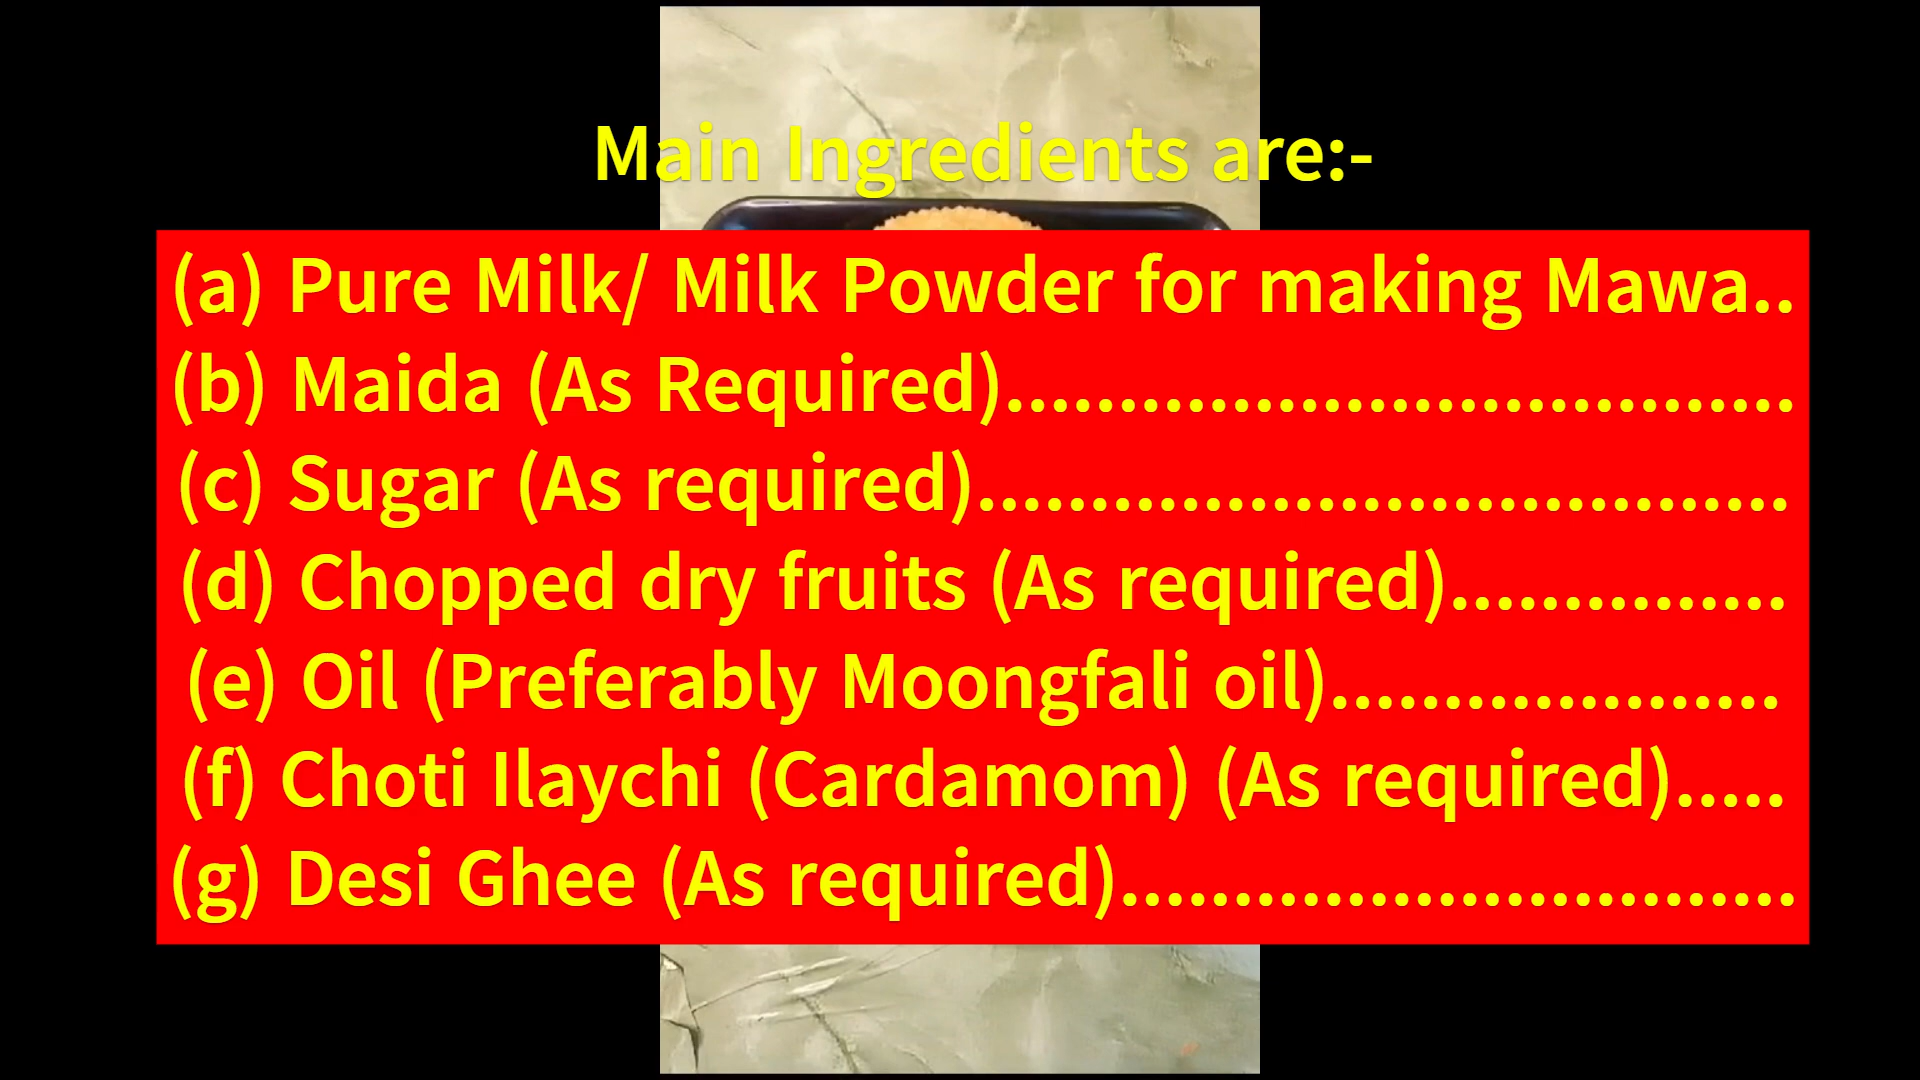 Main Ingredients are:-
(a) Pure Milk/ Milk Powder for making Mawa..
(b) Maida (As Required)...................................
(c) Sugar (As required)....................................
(d) Chopped dry fruits (As required)...............
(e) Oil (Preferably Moongfali oil)....................
(f) Choti Ilaychi (Cardamom) (As required).....
(g) Desi Ghee (As required)..............................